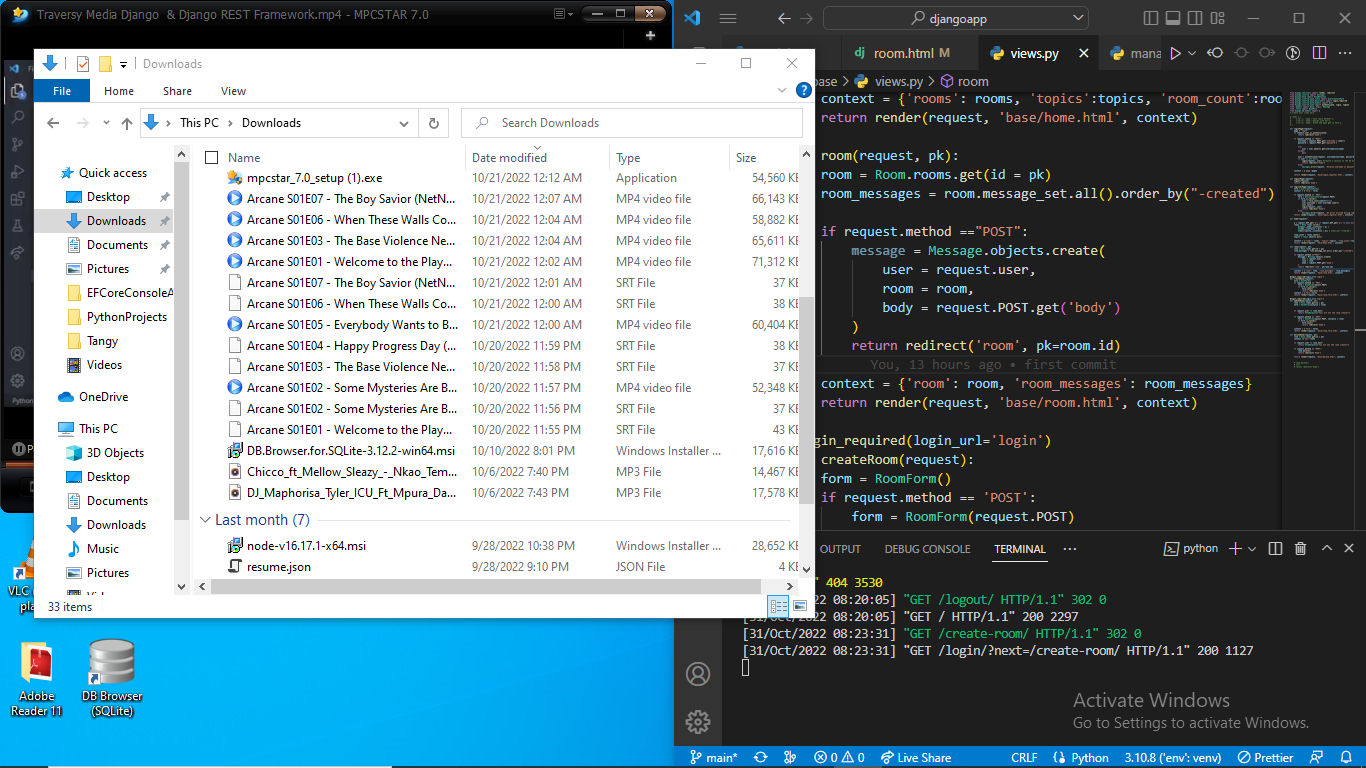 Traversy Media Django & Django REST Framework.mp4 - MPCSTAR 7.0
Downloads
File
Home
Share
View
This PC
Downloads
Search Downloads
Name
Date modified
Type
Size
mpcstar_7.0_setup (1).exe 10/21/2022 12:12 AM Application 54,560 KB
Arcane S01E07 - The Boy Savior (NetN... 10/21/2022 12:07 AM MP4 video file 66,143 KB
Arcane S01E06 - When These Walls Co... 10/21/2022 12:04 AM MP4 video file 58,882 KB
Arcane S01E03 - The Base Violence Ne... 10/21/2022 12:04 AM MP4 video file 65,611 KB
Arcane S01E01 - Welcome to the Play... 10/21/2022 12:02 AM MP4 video file 71,312 KB
Arcane S01E07 - The Boy Savior (NetN... 10/21/2022 12:01 AM SRT File 37 KB
Arcane S01E06 - When These Walls Co... 10/21/2022 12:00 AM SRT File 38 KB
Arcane S01E05 - Everybody Wants to B... 10/21/2022 12:00 AM MP4 video file 60,404 KB
Arcane S01E04 - Happy Progress Day (... 10/20/2022 11:59 PM SRT File 38 KB
Arcane S01E03 - The Base Violence Ne... 10/20/2022 11:58 PM SRT File 37 KB
Arcane S01E02 - Some Mysteries Are B... 10/20/2022 11:57 PM MP4 video file 52,348 KB
Arcane S01E02 - Some Mysteries Are B... 10/20/2022 11:56 PM SRT File 37 KB
Arcane S01E01 - Welcome to the Play... 10/20/2022 11:55 PM SRT File 43 KB
DB.Browser.for.SQLite-3.12.2-win64.msi 10/10/2022 8:01 PM Windows Installer ... 17,616 KB
Chicco_ft_Mellow_Sleazy_-_Nkao_Tem... 10/6/2022 7:40 PM MP3 File 14,467 KB
DJ_Maphorisa_Tyler_ICU_Ft_Mpura_Da... 10/6/2022 7:43 PM MP3 File 17,578 KB
Last month (7)
node-v16.17.1-x64.msi 9/28/2022 10:38 PM Windows Installer ... 28,652 KB
resume.json 9/28/2022 9:10 PM JSON File 4 KB
33 items
Quick access
Desktop
Downloads
Documents
Pictures
EFCoreConsoleA
PythonProjects
Tangy
Videos
OneDrive
This PC
3D Objects
Desktop
Documents
Downloads
Music
Pictures
VLC
pla
Adobe
Reader 11
DB Browser
(SQLite)
Python
djangoapp
room.html M
views.py
mana
base > views.py > room
context = {'rooms': rooms, 'topics':topics, 'room_count':roo
return render(request, 'base/home.html', context)
room(request, pk):
room = Room.rooms.get(id = pk)
room_messages = room.message_set.all().order_by("-created")
if request.method =="POST":
message = Message.objects.create(
user = request.user,
room = room,
body = request.POST.get('body')
)
return redirect('room', pk=room.id)
You, 13 hours ago • first commit
context = {'room': room, 'room_messages': room_messages}
return render(request, 'base/room.html', context)
gin_required(login_url='login')
createRoom(request):
form = RoomForm()
if request.method == 'POST':
form = RoomForm(request.POST)
OUTPUT
DEBUG CONSOLE
TERMINAL
python
" 404 3530
22 08:20:05] "GET /logout/ HTTP/1.1" 302 0
[31/Oct/2022 08:20:05] "GET / HTTP/1.1" 200 2297
[31/Oct/2022 08:23:31] "GET /create-room/ HTTP/1.1" 302 0
[31/Oct/2022 08:23:31] "GET /login/?next=/create-room/ HTTP/1.1" 200 1127
Activate Windows
Go to Settings to activate Windows.
main*
0
0
Live Share
CRLF
Python
3.10.8 ('env': venv)
Prettier